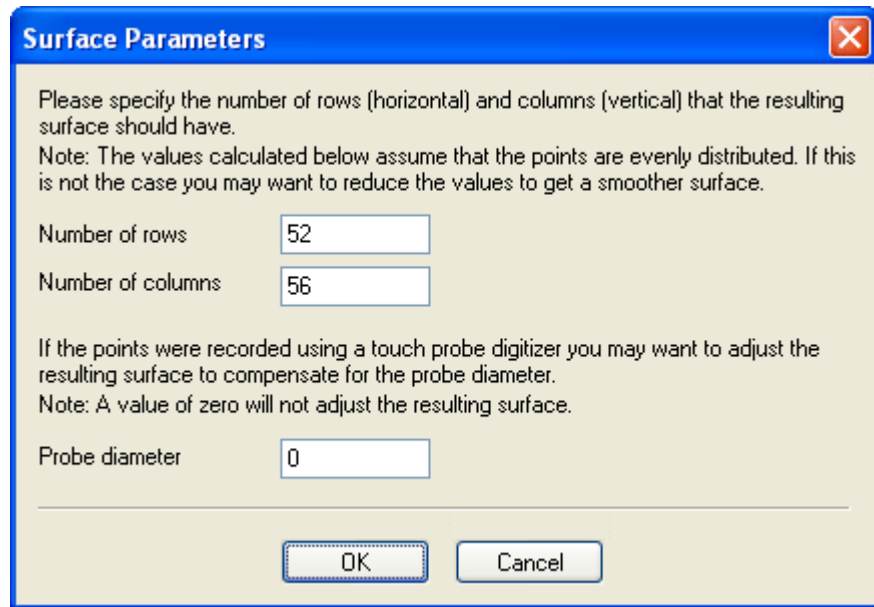 Surface Parameters
Please specify the number of rows (horizontal) and columns (vertical) that the resulting
surface should have.
Note: The values calculated below assume that the points are evenly distributed. If this
is not the case you may want to reduce the values to get a smoother surface.
Number of rows 52
Number of columns 56
If the points were recorded using a touch probe digitizer you may want to adjust the
resulting surface to compensate for the probe diameter.
Note: A value of zero will not adjust the resulting surface.
Probe diameter 0
OK Cancel